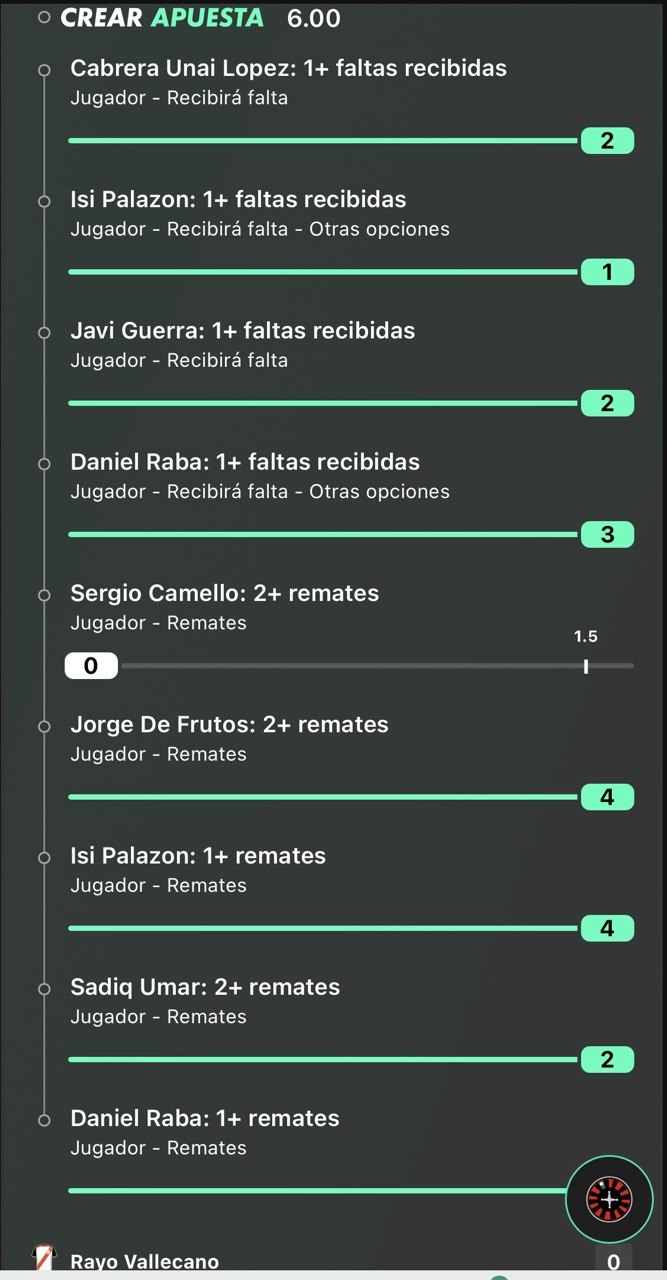 CREAR APUESTA 6.00
Cabrera Unai Lopez: 1+ faltas recibidas
Jugador - Recibirá falta
2
Isi Palazon: 1+ faltas recibidas
Jugador - Recibirá falta - Otras opciones
1
Javi Guerra: 1+ faltas recibidas
Jugador - Recibirá falta
2
Daniel Raba: 1+ faltas recibidas
Jugador - Recibirá falta - Otras opciones
3
Sergio Camello: 2+ remates
Jugador - Remates
1.5
0
Jorge De Frutos: 2+ remates
Jugador - Remates
4
Isi Palazon: 1+ remates
Jugador - Remates
4
Sadiq Umar: 2+ remates
Jugador - Remates
2
Daniel Raba: 1+ remates
Jugador - Remates
Rayo Vallecano 0